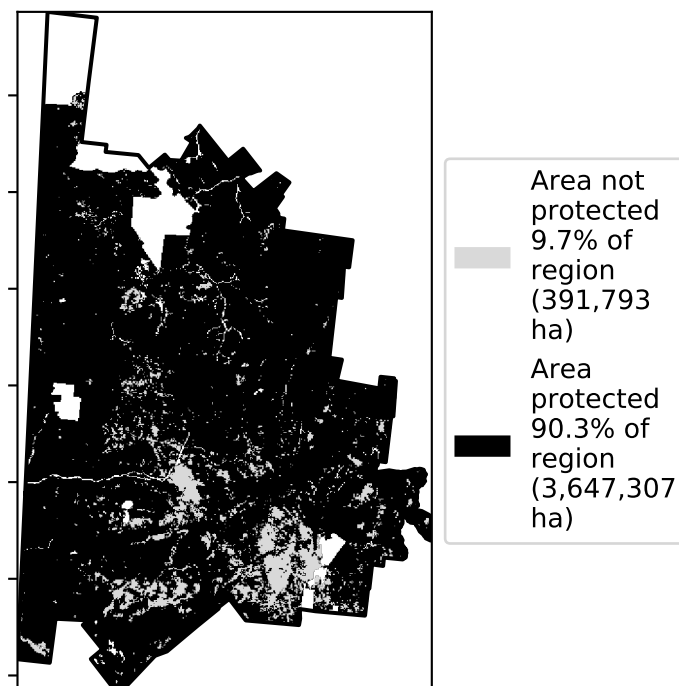 Area not
protected
9.7% of
region
(391,793
ha)
Area
protected
90.3% of
region
(3,647,307
ha)